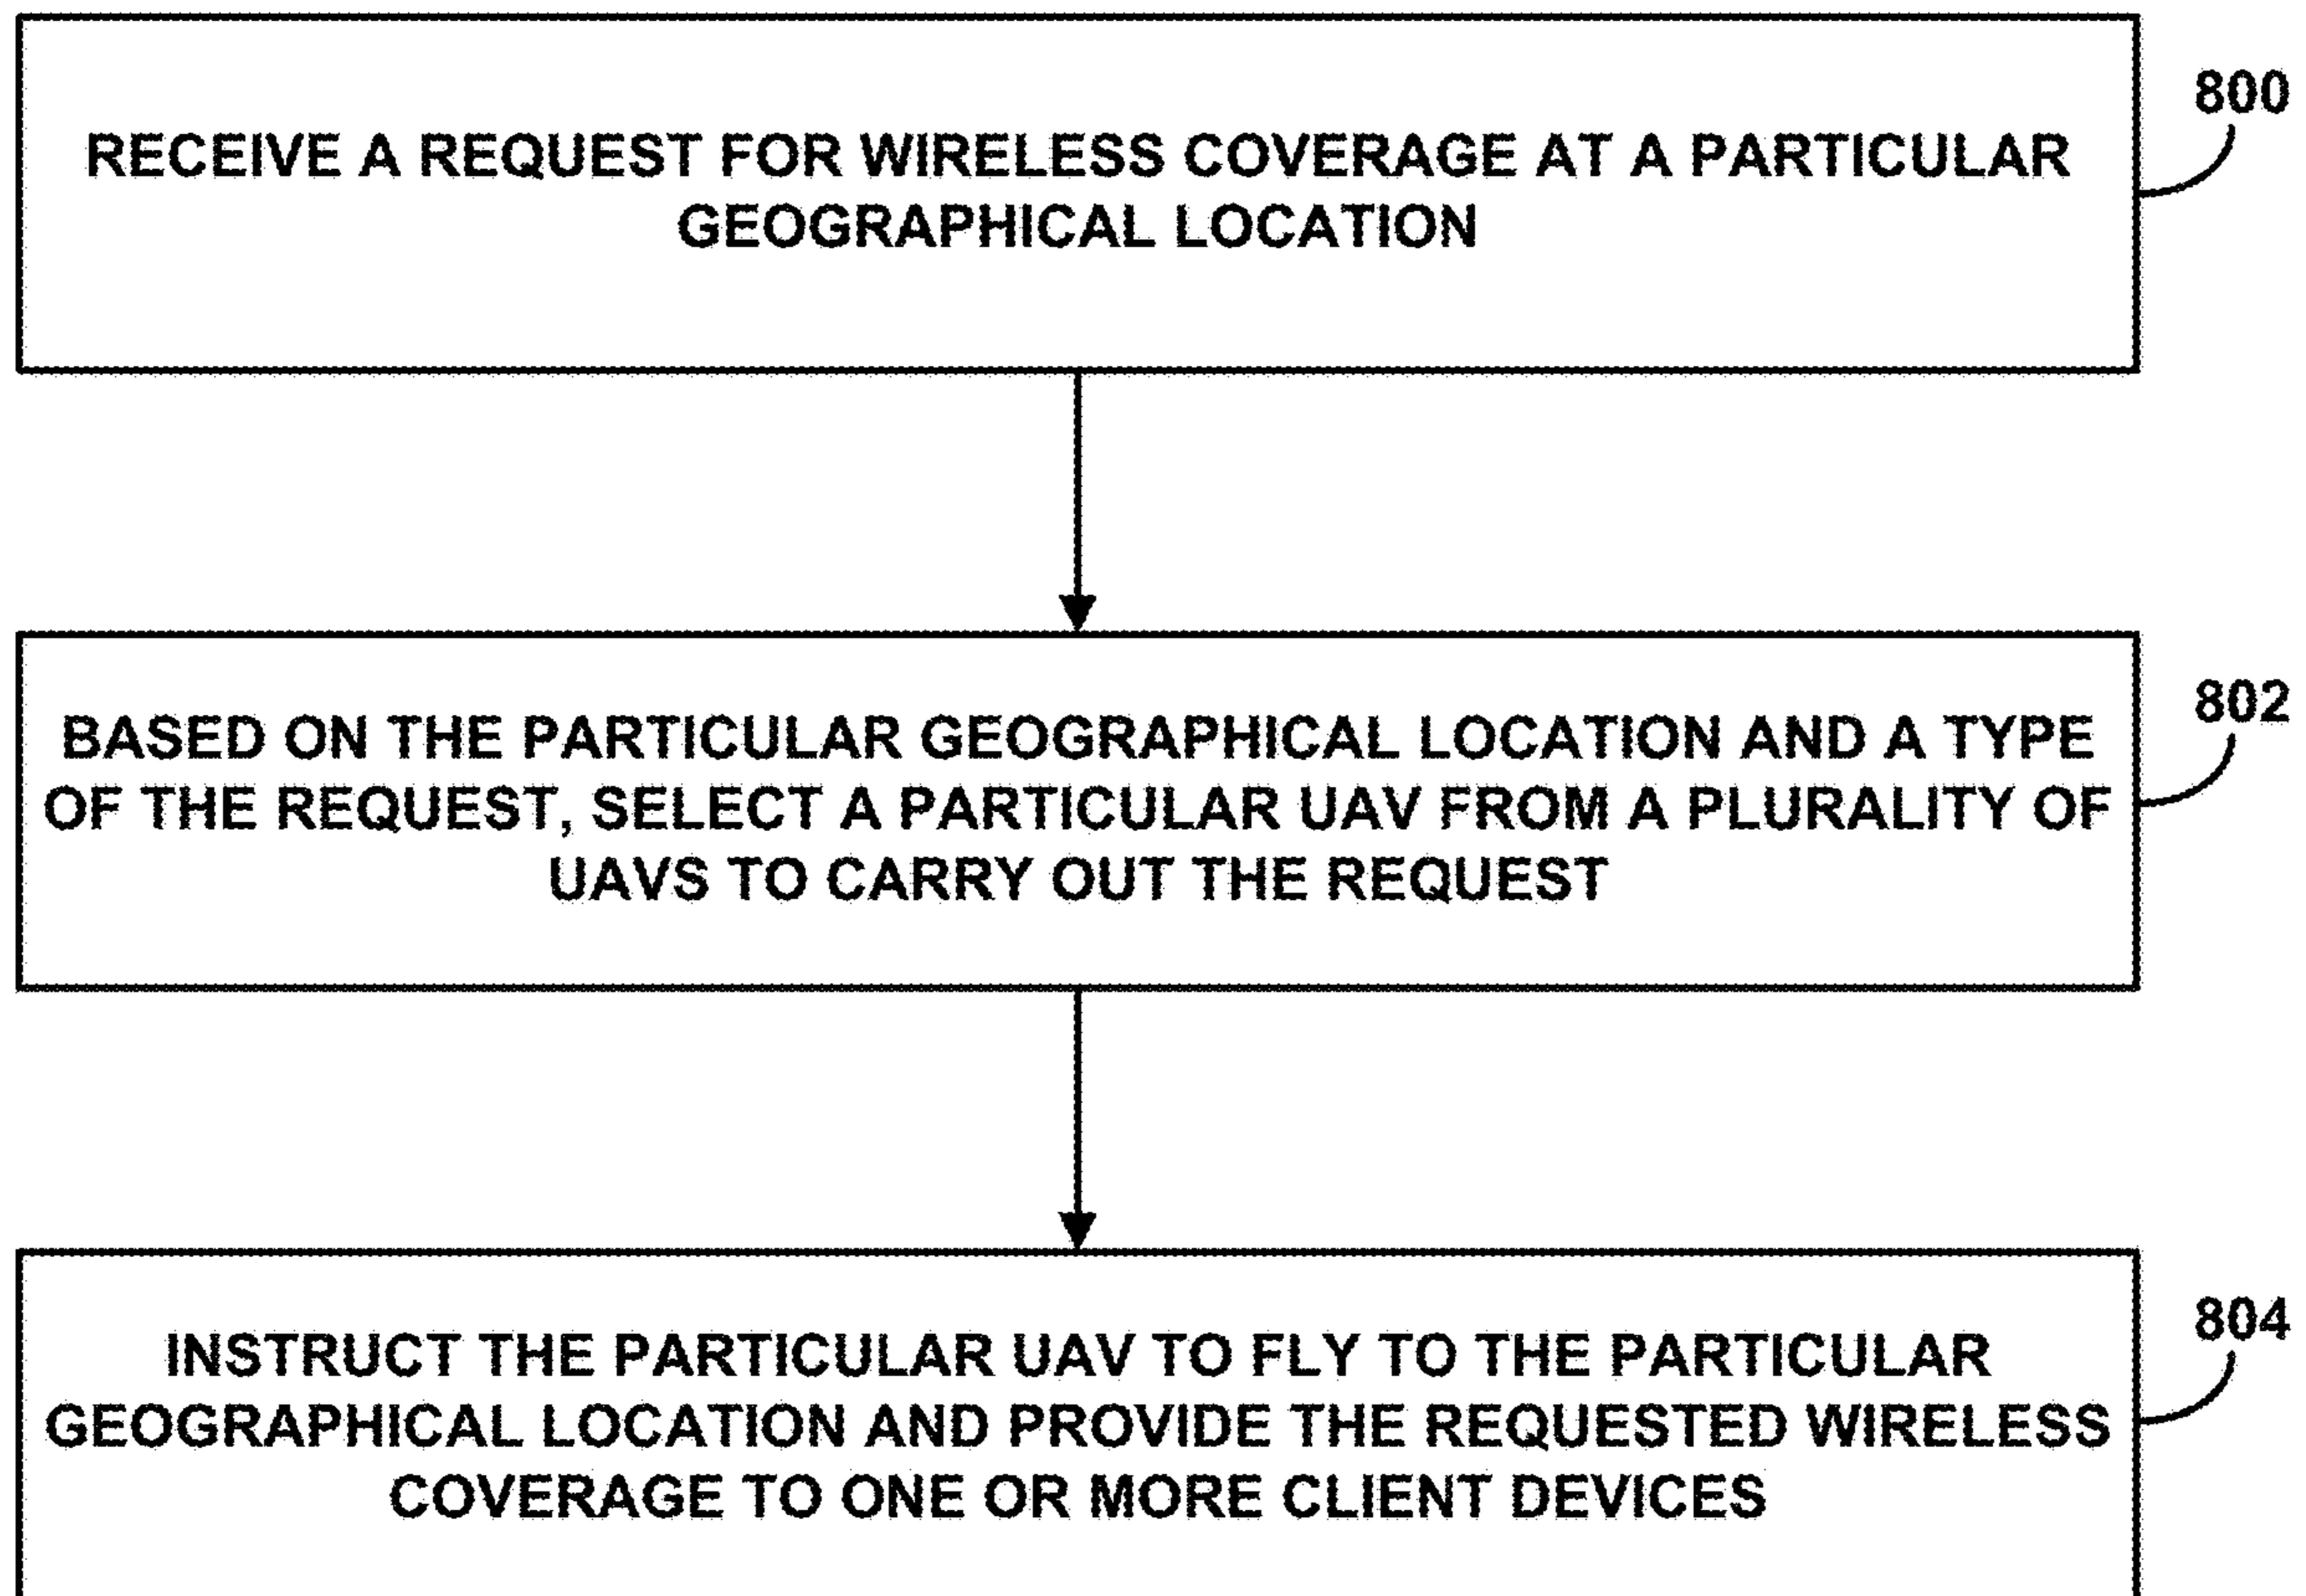 RECEIVE A REQUEST FOR WIRELESS COVERAGE AT A PARTICULAR
GEOGRAPHICAL LOCATION
800
BASED ON THE PARTICULAR GEOGRAPHICAL LOCATION AND A TYPE
OF THE REQUEST, SELECT A PARTICULAR UAV FROM A PLURALITY OF
UAVS TO CARRY OUT THE REQUEST
802
INSTRUCT THE PARTICULAR UAV TO FLY TO THE PARTICULAR
GEOGRAPHICAL LOCATION AND PROVIDE THE REQUESTED WIRELESS
COVERAGE TO ONE OR MORE CLIENT DEVICES
804